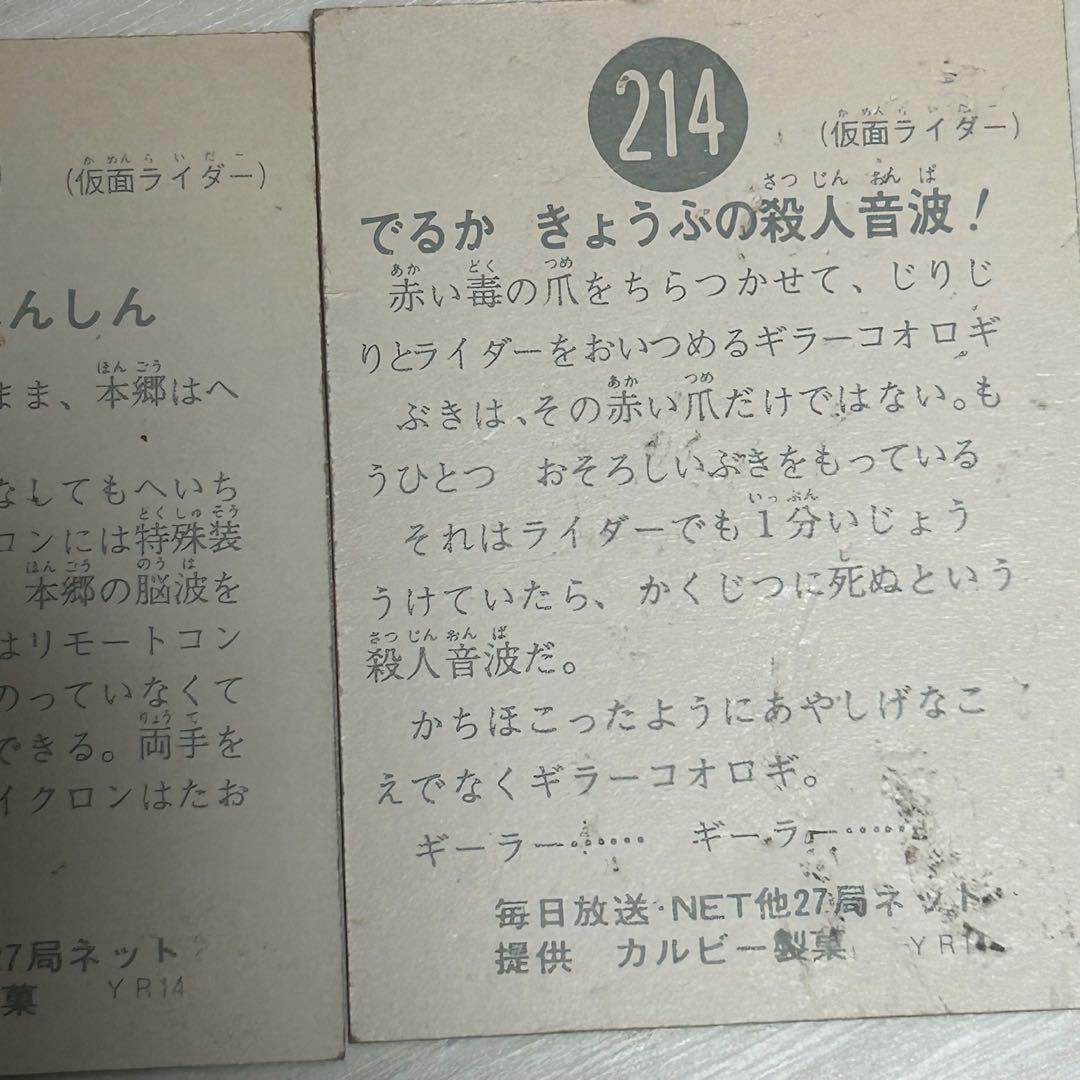 (仮面ライダー)
んしん
まま、本郷はへ
なしてもへいち
コンには特殊装
本郷の脳波を
はリモートコン
のっていなくて
できる。両手を
イクロンはたお
27局ネット
菓 YR14
214
(仮面ライダー)
でるか きょうふの殺人音波!
赤い毒の爪をちらつかせて、じりじ
りとライダーをおいつめるギラーコオロギ
ぶきは、その赤い爪だけではない。も
うひとつ おそろしいぶきをもっている
それはライダーでも1分いじょう
うけていたら、かくじつに死ぬという
殺人音波だ。
かちほこったようにあやしげなこ
えでなくギラーコオロギ。
ギーラー…… ギーラー……
毎日放送・NET他27局ネット
提供 カルビー製菓 YR1